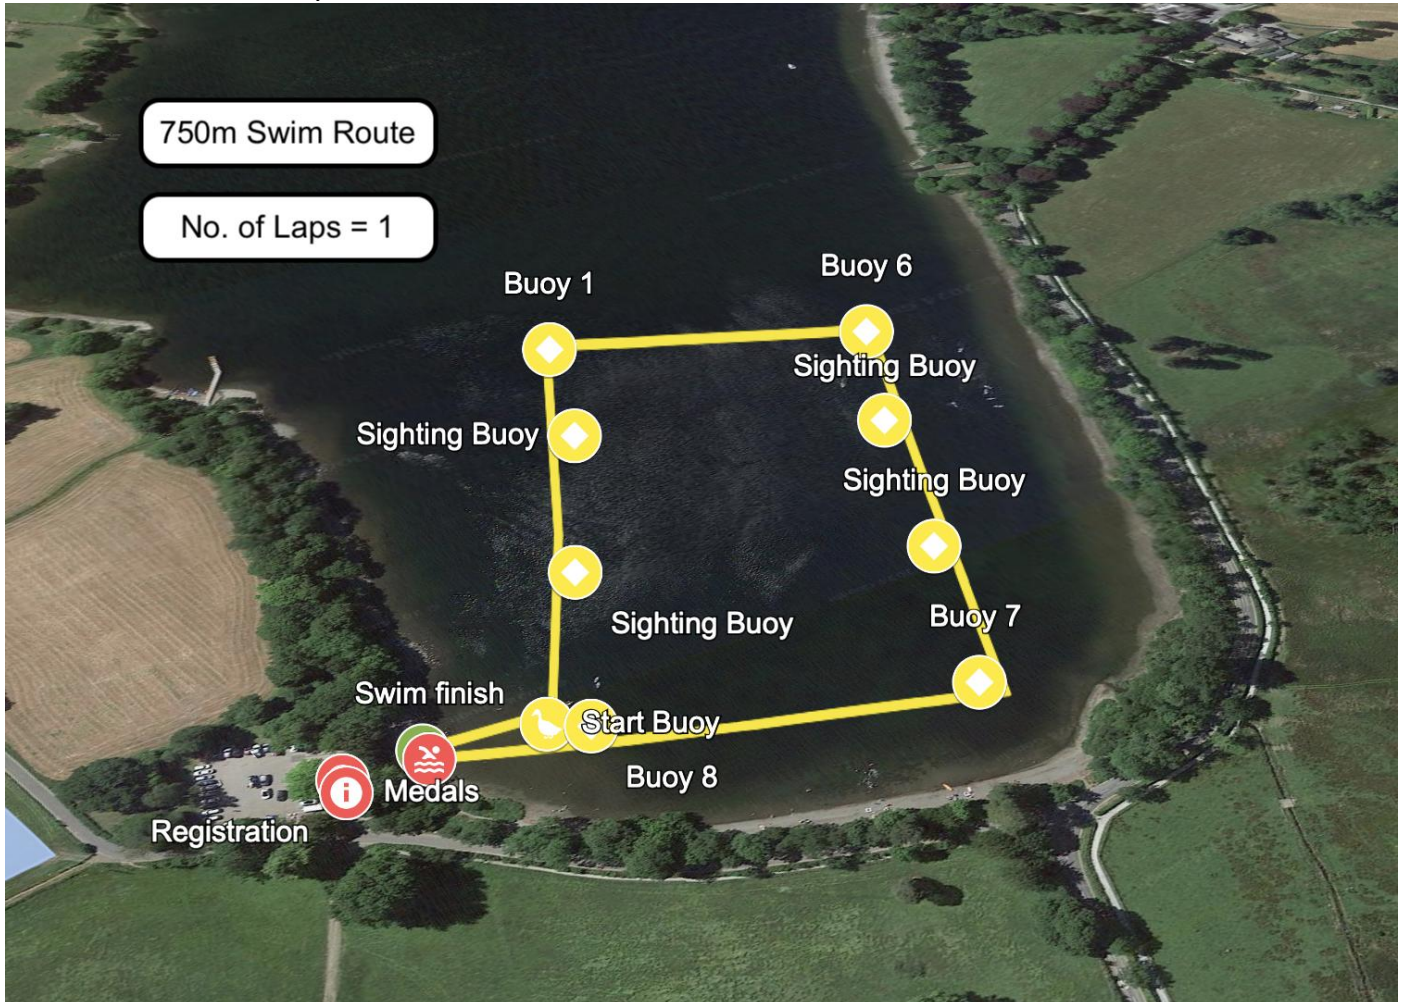 750m Swim Route
No. of Laps = 1
Buoy 1
Buoy 6
Sighting Buoy
Sighting Buoy
Sighting Buoy
Buoy 7
Sighting Buoy
Swim finish
Start Buoy
Buoy 8
Medals
Registration